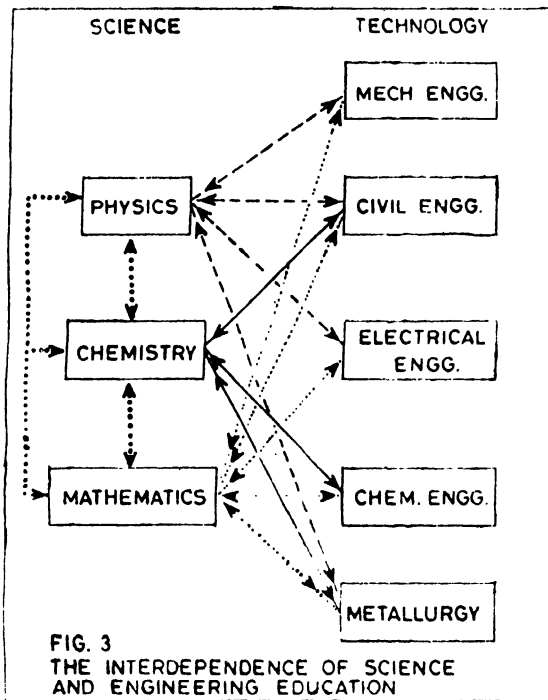 SCIENCE
TECHNOLOGY
MECH ENGG.
PHYSICS
CIVIL ENGG.
CHEMISTRY
ELECTRICAL
ENGG.
MATHEMATICS
CHEM. ENGG.
METALLURGY
FIG. 3
THE INTERDEPENDENCE OF SCIENCE
AND ENGINEERING EDUCATION